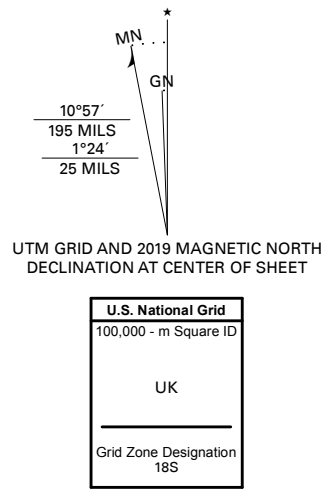 ★
MN
GN
10°57´
195 MILS
1°24´
25 MILS
UTM GRID AND 2019 MAGNETIC NORTH
DECLINATION AT CENTER OF SHEET
U.S. National Grid
100,000 - m Square ID
UK
Grid Zone Designation
18S